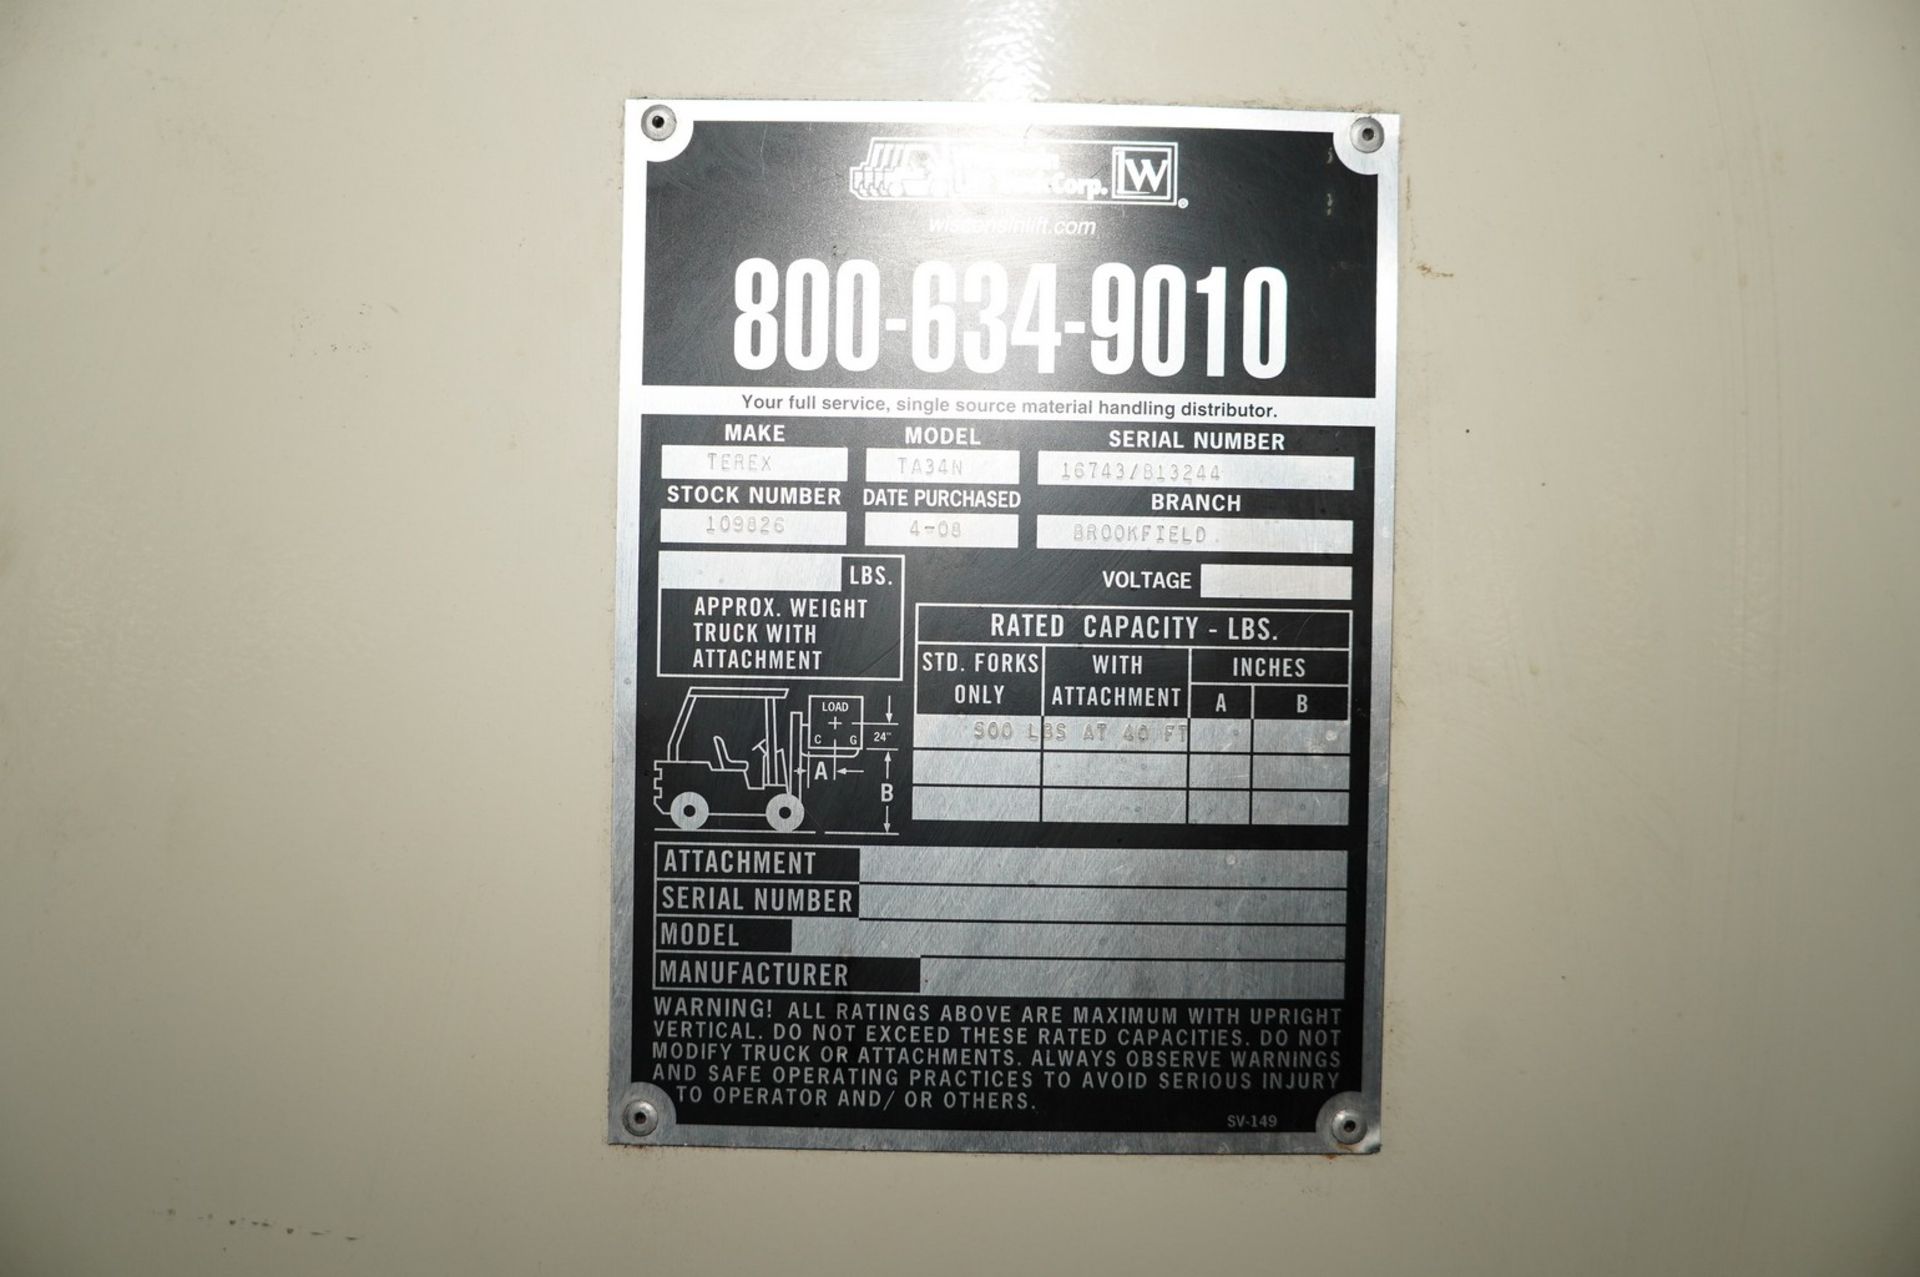 Truck Corp. W
wisconsinlift.com
800-634-9010
Your full service, single source material handling distributor.
MAKE MODEL SERIAL NUMBER
TEREX TA34N 16743/813244
STOCK NUMBER DATE PURCHASED BRANCH
109826 4-08 BROOKFIELD
LBS. VOLTAGE
APPROX. WEIGHT
TRUCK WITH
ATTACHMENT
RATED CAPACITY - LBS.
STD. FORKS ONLY WITH ATTACHMENT INCHES
A B
500 LBS AT 40 FT
LOAD
C G 24"
A
B
ATTACHMENT
SERIAL NUMBER
MODEL
MANUFACTURER
WARNING! ALL RATINGS ABOVE ARE MAXIMUM WITH UPRIGHT
VERTICAL. DO NOT EXCEED THESE RATED CAPACITIES. DO NOT
MODIFY TRUCK OR ATTACHMENTS. ALWAYS OBSERVE WARNINGS
AND SAFE OPERATING PRACTICES TO AVOID SERIOUS INJURY
TO OPERATOR AND/ OR OTHERS.
SV-149